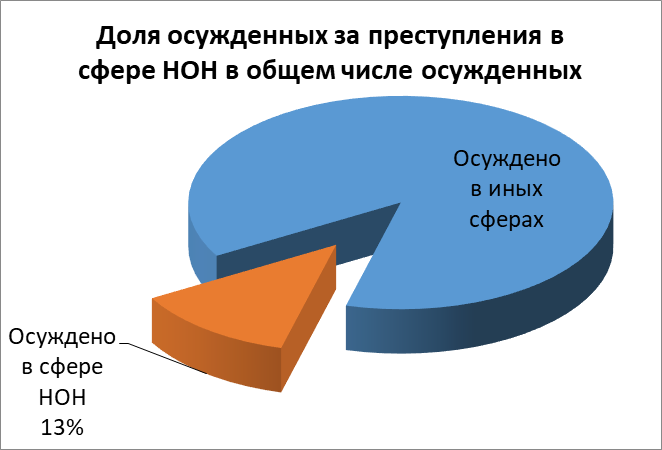 Доля осужденных за преступления в
сфере НОН в общем числе осужденных
Осуждено
в иных
сферах
Осуждено
в сфере
НОН
13%